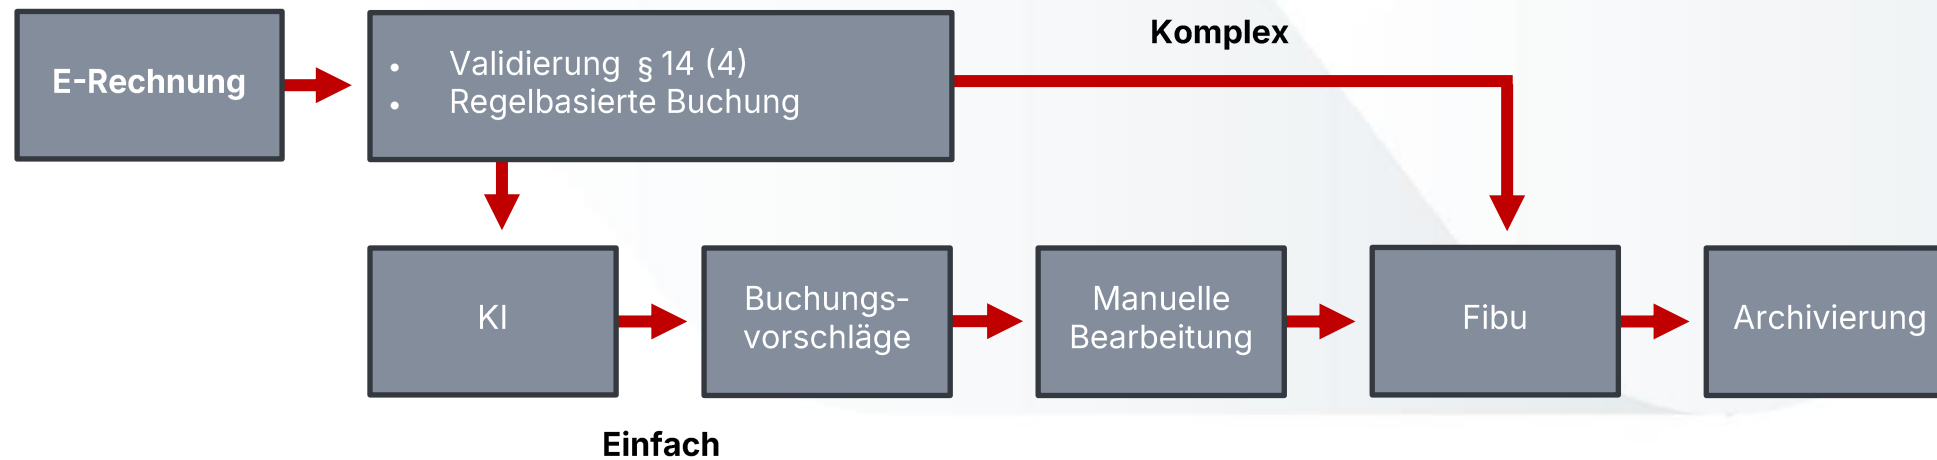 Komplex
E-Rechnung
• Validierung § 14 (4)
• Regelbasierte Buchung
KI
Buchungs-
vorschläge
Manuelle
Bearbeitung
Fibu
Archivierung
Einfach